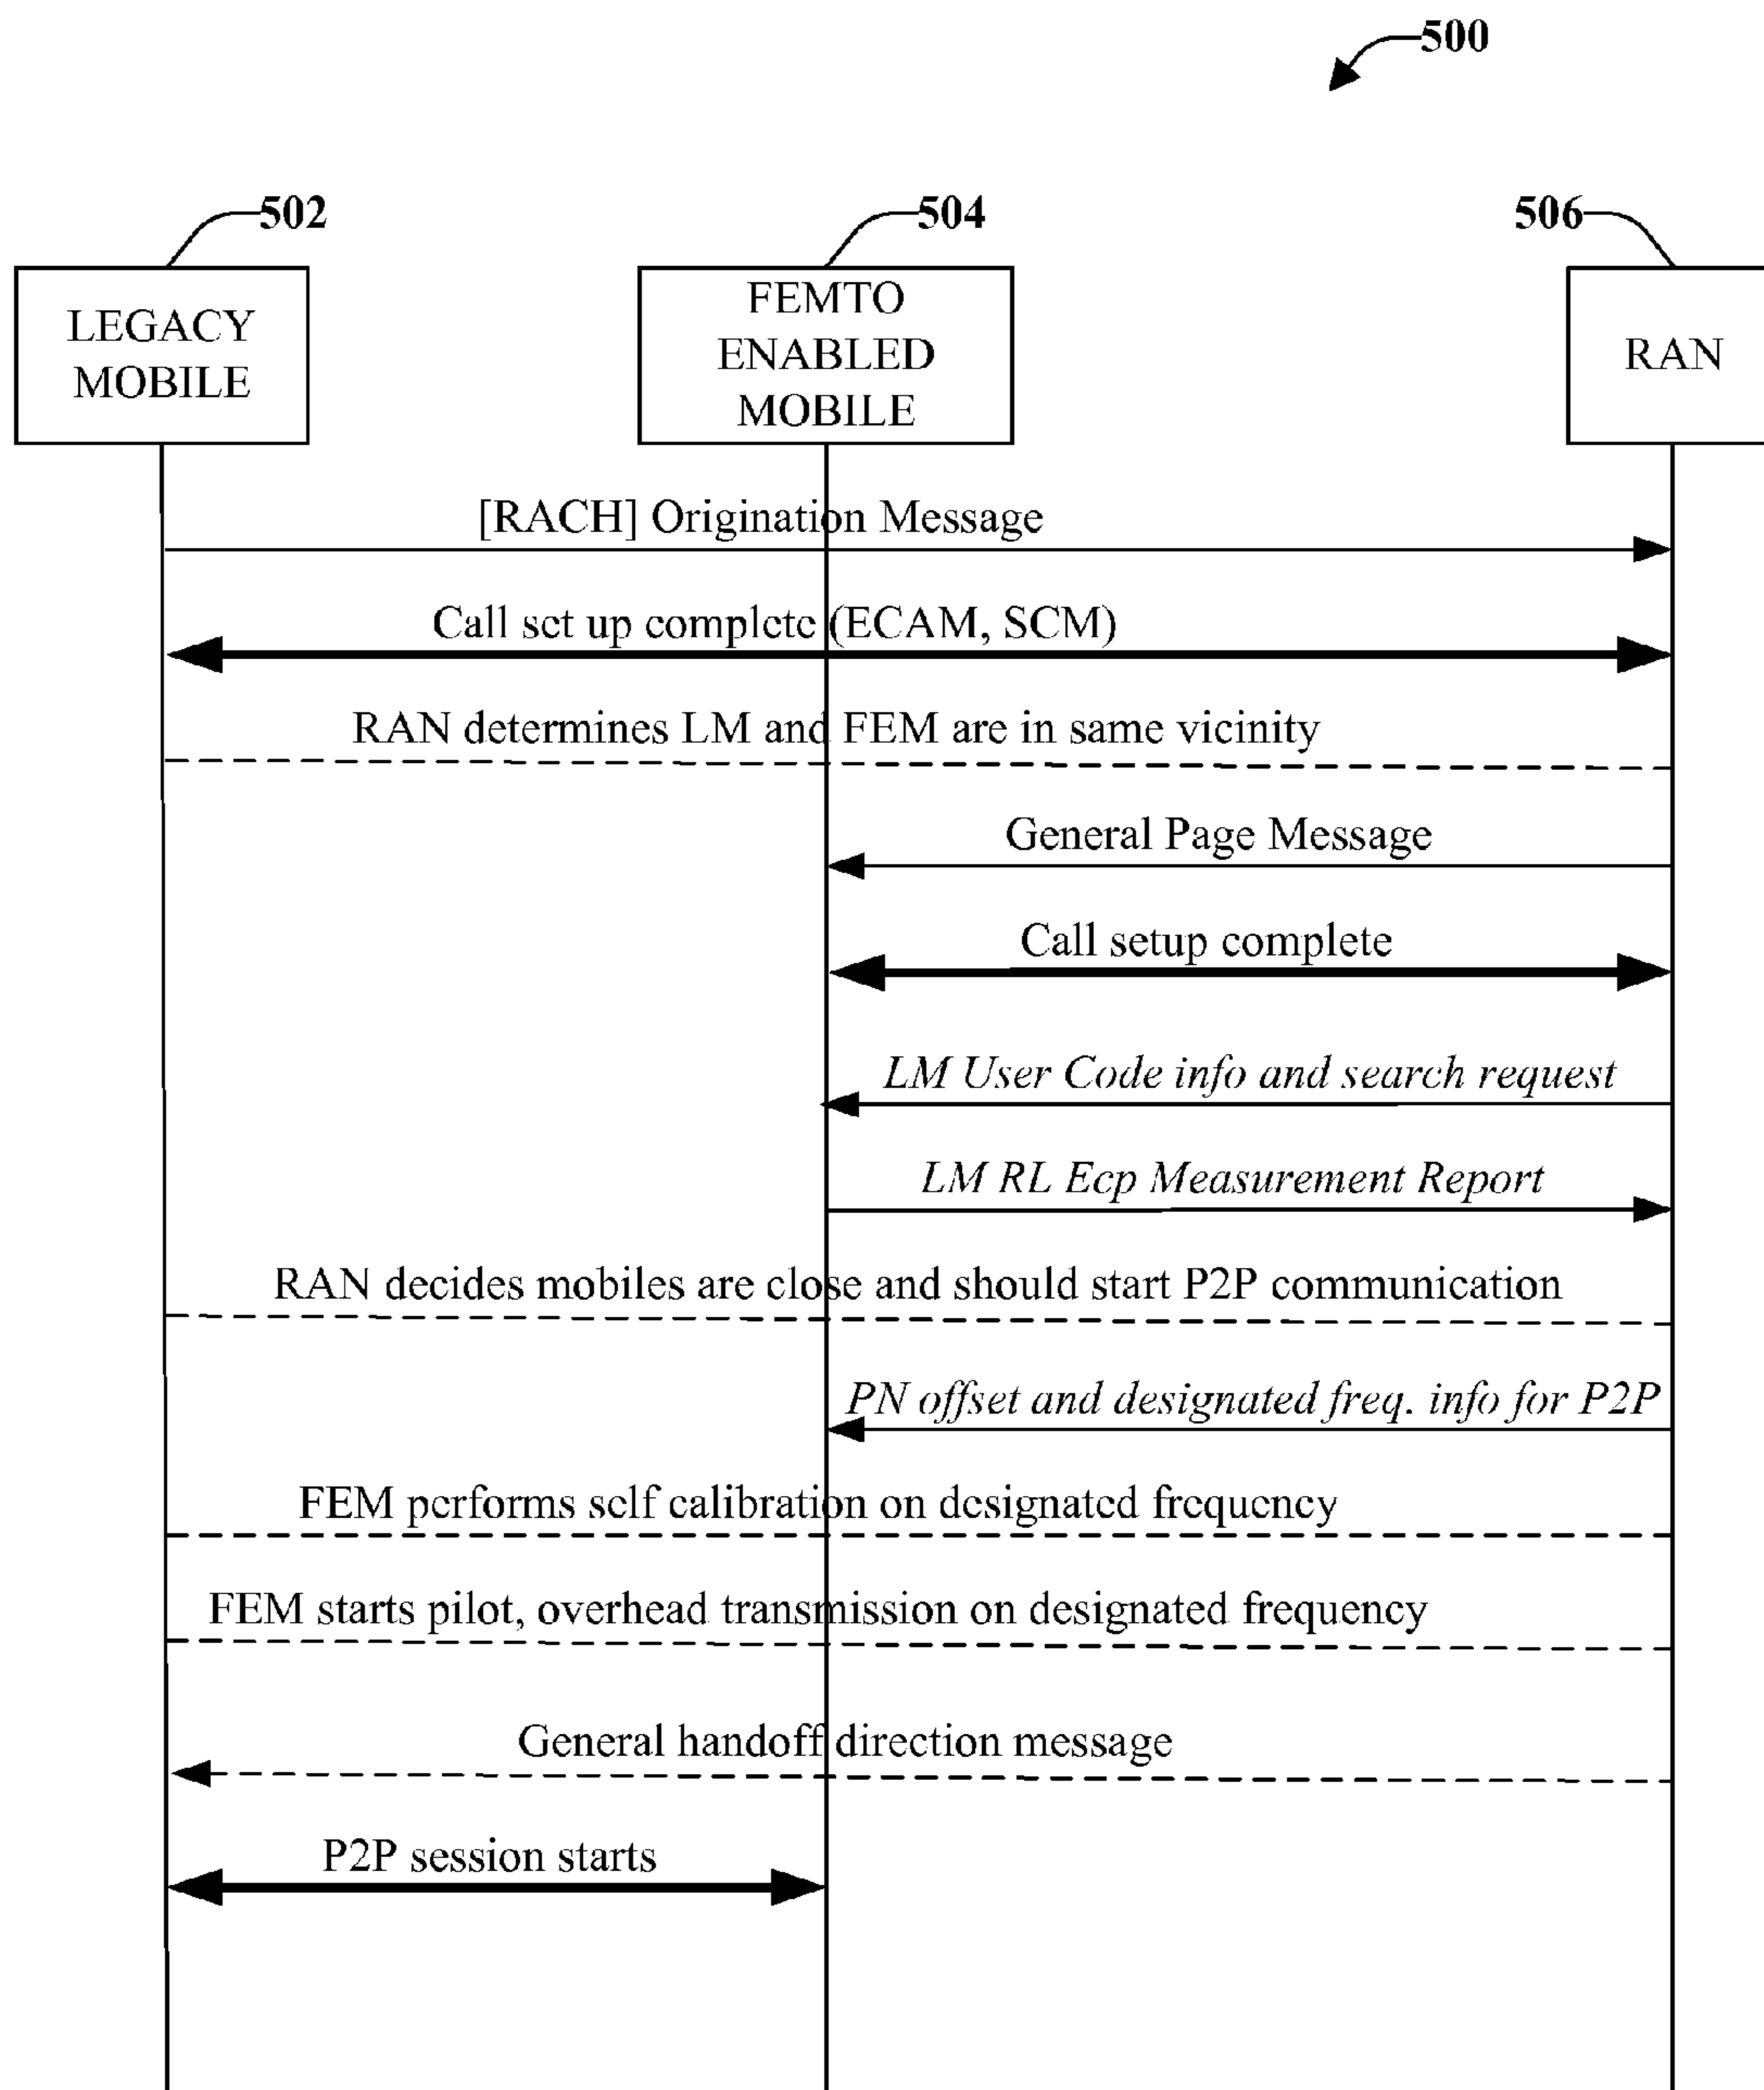 500
502
504
506
LEGACY
MOBILE
FEMTO
ENABLED
MOBILE
RAN
[RACH] Origination Message
Call set up complete (ECAM, SCM)
RAN determines LM and FEM are in same vicinity
General Page Message
Call setup complete
LM User Code info and search request
LM RL Ecp Measurement Report
RAN decides mobiles are close and should start P2P communication
PN offset and designated freq. info for P2P
FEM performs self calibration on designated frequency
FEM starts pilot, overhead transmission on designated frequency
General handoff direction message
P2P session starts